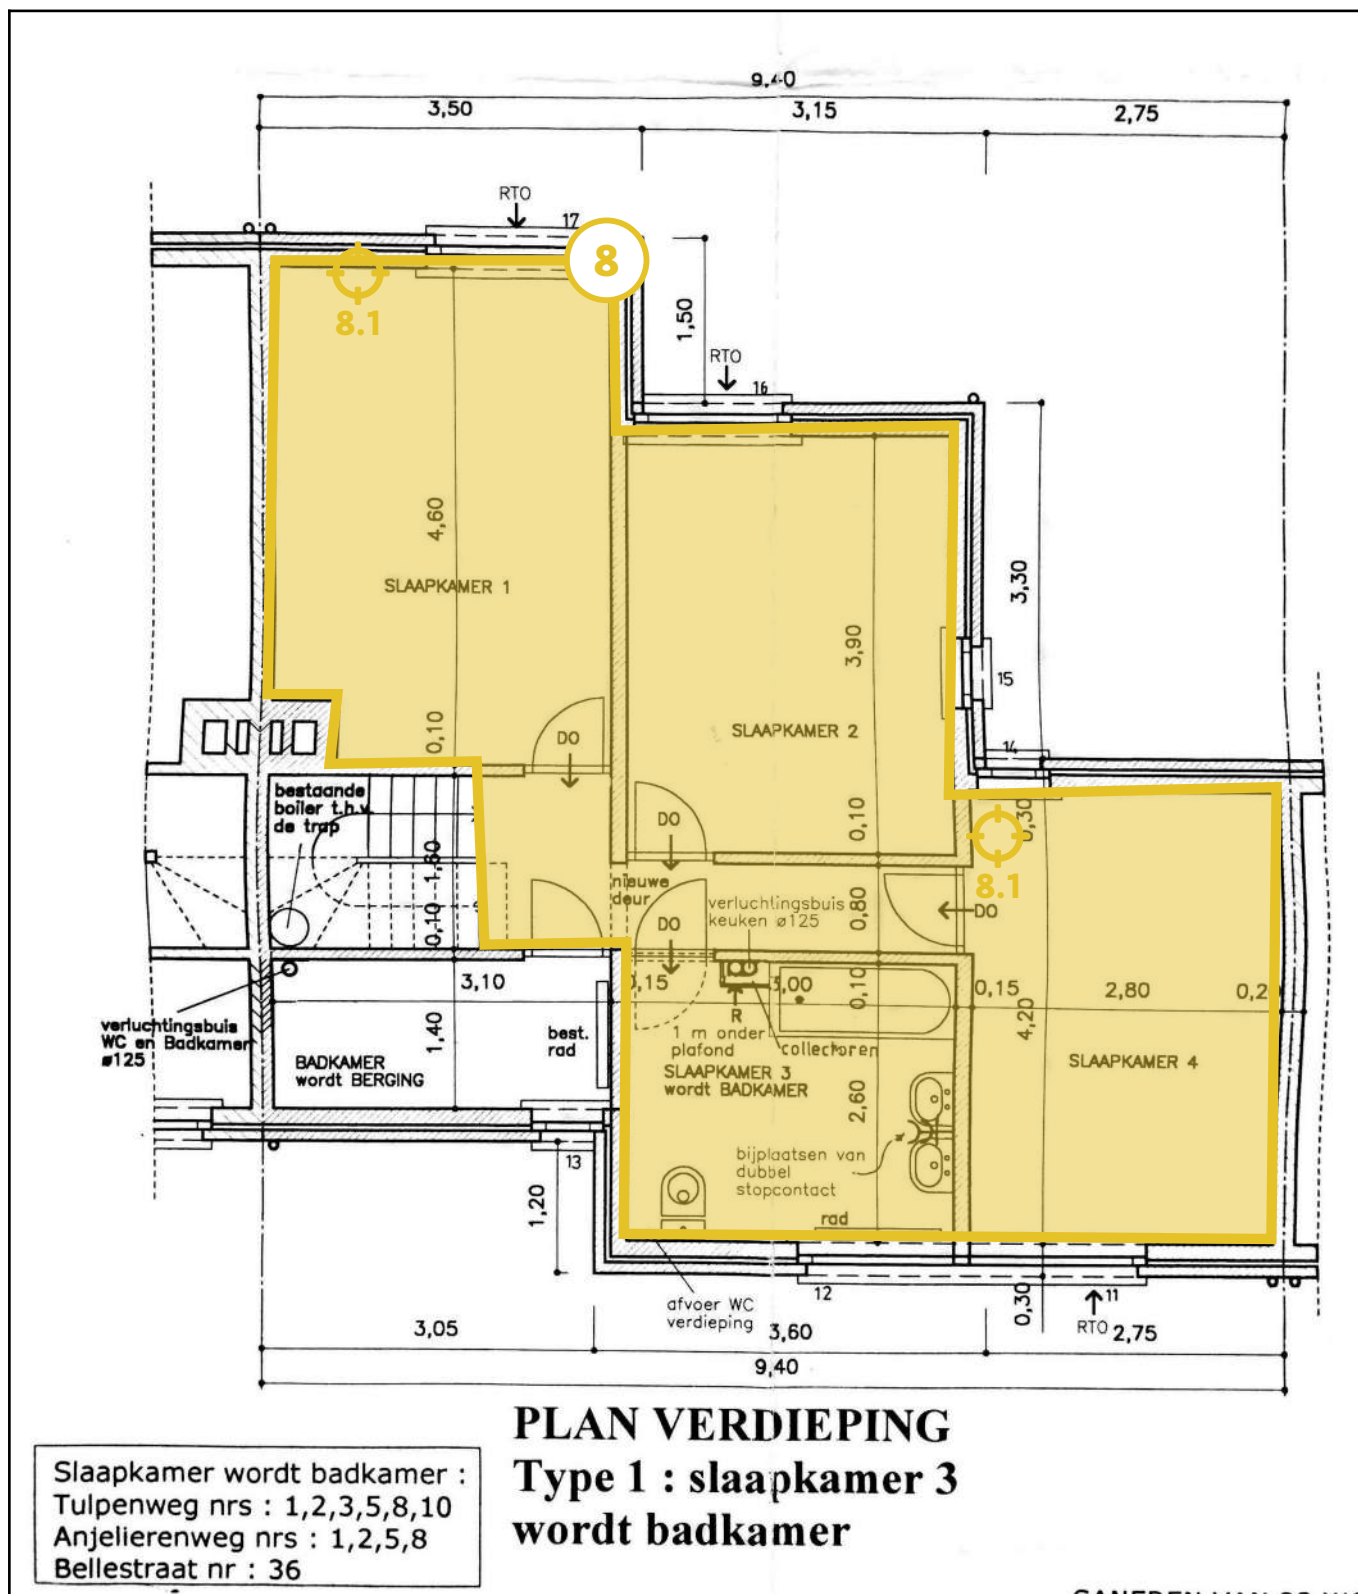 9,40
3,50
3,15
2,75
RTO
17
8
8.1
1,50
RTO
16
4,60
SLAAPKAMER 1
3,30
3,90
15
SLAAPKAMER 2
0,10
DO
14
bestaande
boiler t.h.v.
de trap
0,30
0,10
DO
8.1
1,60
nieuwe
deur
verluchtingsbuis
keuken ø125
0,80
DO
DO
0,10
3,10
0,15
3,00
0,10
0,15
2,80
0,20
4,20
verluchtingsbuis
WC en Badkamer
ø125
1,40
best.
rad
R
1 m onder
plafond
collectoren
BADKAMER
wordt BERGING
SLAAPKAMER 3
wordt BADKAMER
SLAAPKAMER 4
2,60
13
bijplaatsen van
dubbel
stopcontact
1,20
rad
12
11
afvoer WC
verdieping
0,30
RTO
3,05
3,60
2,75
9,40
PLAN VERDIEPING
Type 1 : slaapkamer 3
wordt badkamer
Slaapkamer wordt badkamer :
Tulpenweg nrs : 1,2,3,5,8,10
Anjelierenweg nrs : 1,2,5,8
Bellestraat nr : 36